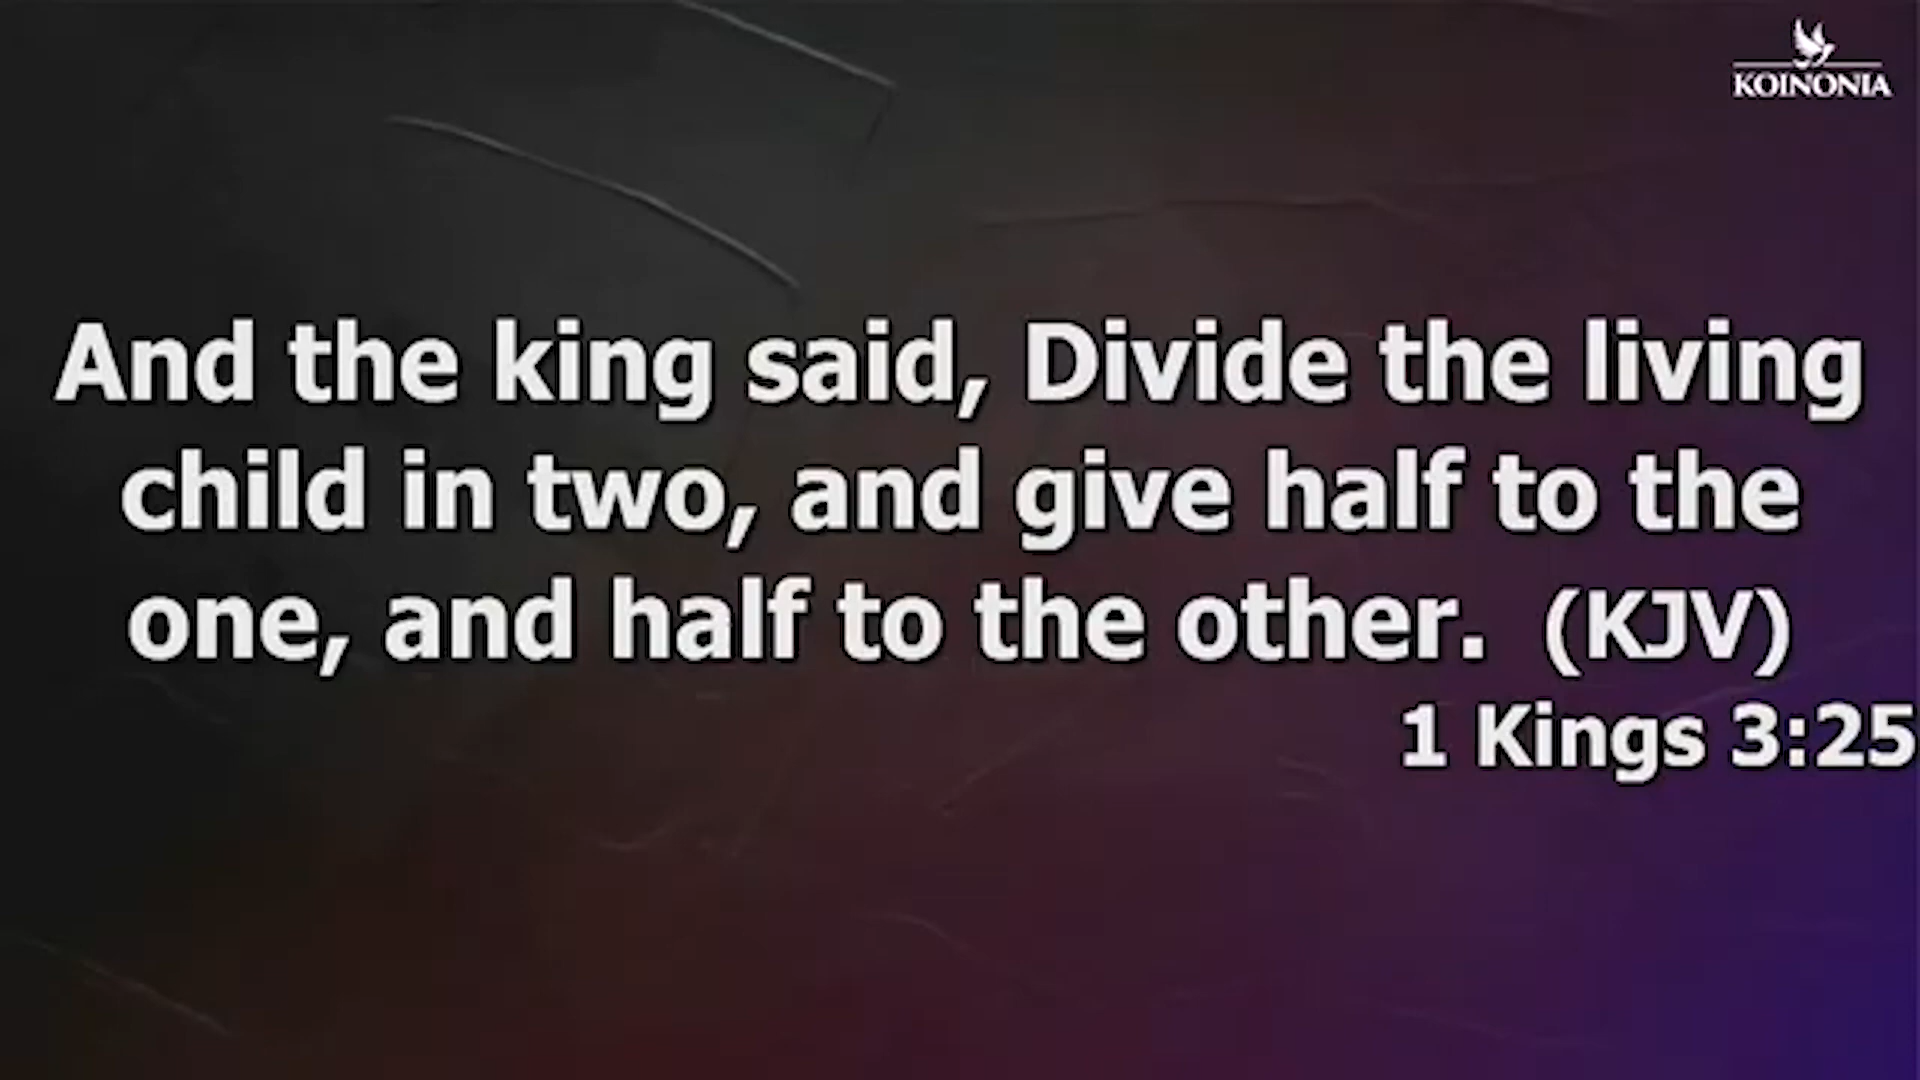 KOINONIA
And the king said, Divide the living
child in two, and give half to the
one, and half to the other.  (KJV)
1 Kings 3:25